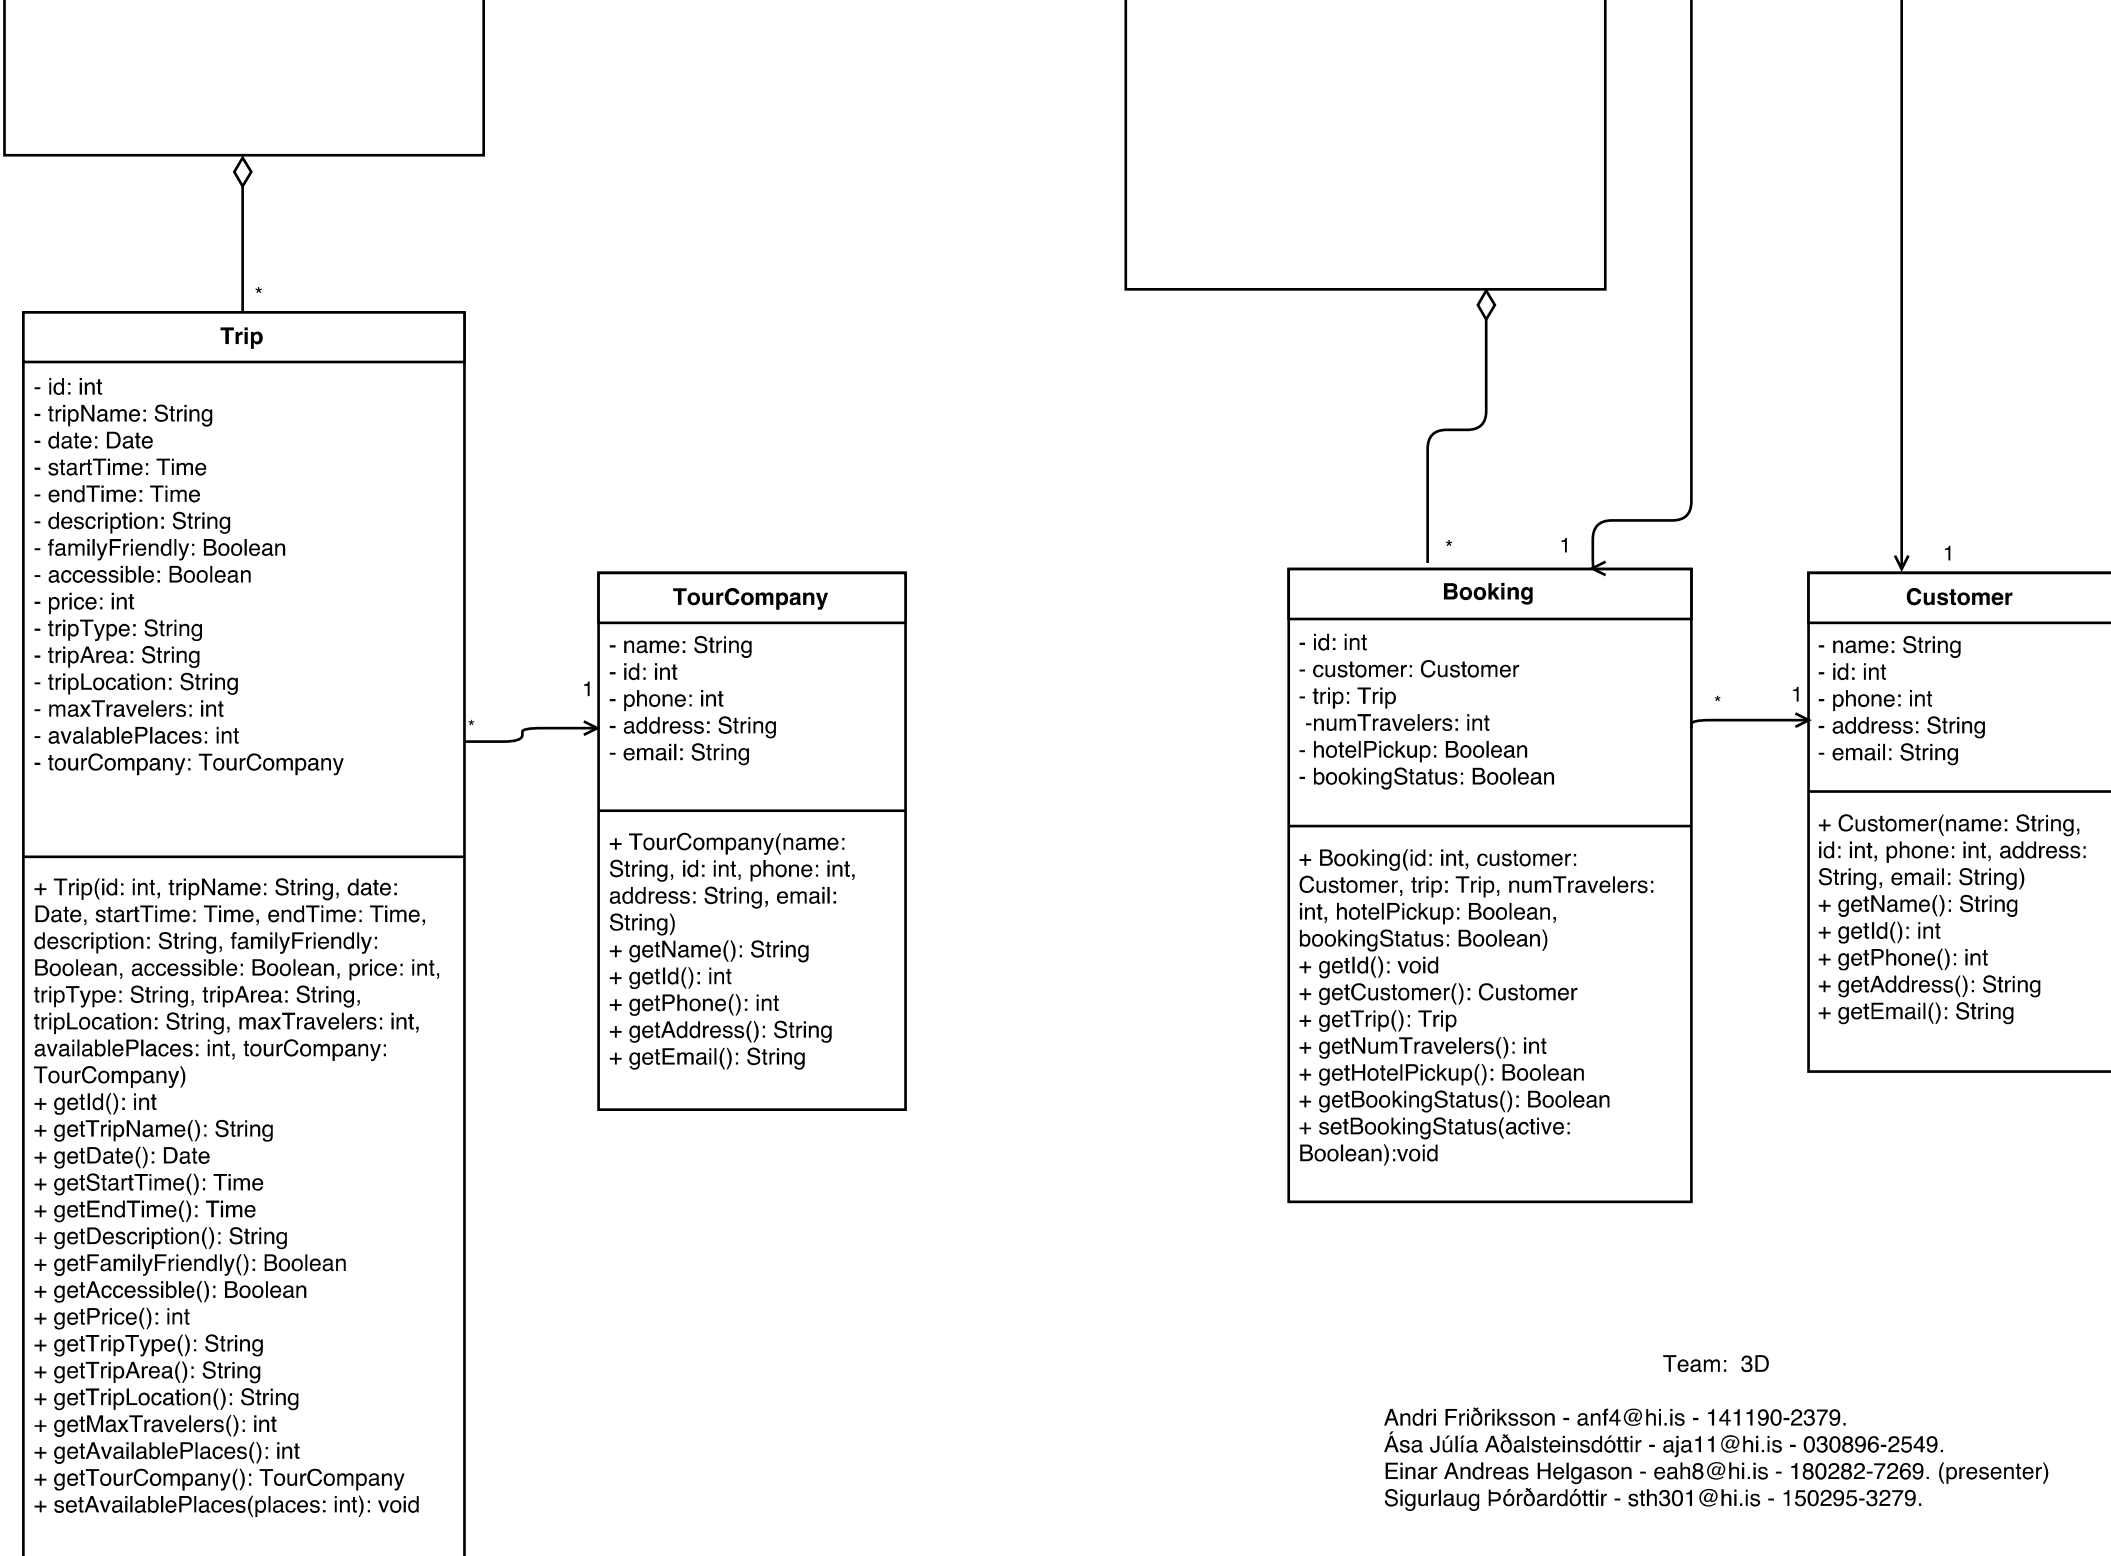 *
Trip
- id: int
- tripName: String
- date: Date
- startTime: Time
- endTime: Time
- description: String
- familyFriendly: Boolean
- accessible: Boolean
- price: int
- tripType: String
- tripArea: String
- tripLocation: String
- maxTravelers: int
- avalablePlaces: int
- tourCompany: TourCompany
+ Trip(id: int, tripName: String, date:
Date, startTime: Time, endTime: Time,
description: String, familyFriendly:
Boolean, accessible: Boolean, price: int,
tripType: String, tripArea: String,
tripLocation: String, maxTravelers: int,
availablePlaces: int, tourCompany:
TourCompany)
+ getId(): int
+ getTripName(): String
+ getDate(): Date
+ getStartTime(): Time
+ getEndTime(): Time
+ getDescription(): String
+ getFamilyFriendly(): Boolean
+ getAccessible(): Boolean
+ getPrice(): int
+ getTripType(): String
+ getTripArea(): String
+ getTripLocation(): String
+ getMaxTravelers(): int
+ getAvailablePlaces(): int
+ getTourCompany(): TourCompany
+ setAvailablePlaces(places: int): void
*
1
TourCompany
- name: String
- id: int
- phone: int
- address: String
- email: String
+ TourCompany(name:
String, id: int, phone: int,
address: String, email:
String)
+ getName(): String
+ getId(): int
+ getPhone(): int
+ getAddress(): String
+ getEmail(): String
*
1
Booking
- id: int
- customer: Customer
- trip: Trip
-numTravelers: int
- hotelPickup: Boolean
- bookingStatus: Boolean
+ Booking(id: int, customer:
Customer, trip: Trip, numTravelers:
int, hotelPickup: Boolean,
bookingStatus: Boolean)
+ getId(): void
+ getCustomer(): Customer
+ getTrip(): Trip
+ getNumTravelers(): int
+ getHotelPickup(): Boolean
+ getBookingStatus(): Boolean
+ setBookingStatus(active:
Boolean):void
*
1
1
Customer
- name: String
- id: int
- phone: int
- address: String
- email: String
+ Customer(name: String,
id: int, phone: int, address:
String, email: String)
+ getName(): String
+ getId(): int
+ getPhone(): int
+ getAddress(): String
+ getEmail(): String
Team:  3D
Andri Friðriksson - anf4@hi.is - 141190-2379.
Ása Júlía Aðalsteinsdóttir - aja11@hi.is - 030896-2549.
Einar Andreas Helgason - eah8@hi.is - 180282-7269. (presenter)
Sigurlaug Þórðardóttir - sth301@hi.is - 150295-3279.